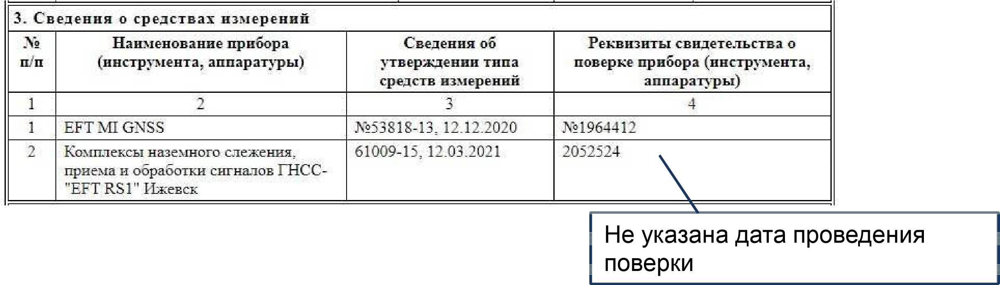 3. Сведения о средствах измерений
№ п/п
Наименование прибора (инструмента, аппаратуры)
Сведения об утверждении типа средств измерений
Реквизиты свидетельства о поверке прибора (инструмента, аппаратуры)
1 2 3 4
1 EFT MI GNSS №53818-13, 12.12.2020 №1964412
2 Комплексы наземного слежения, 61009-15, 12.03.2021 2052524
приема и обработки сигналов ГНСС-
"EFT RS1" Ижевск
Не указана дата проведения
поверки